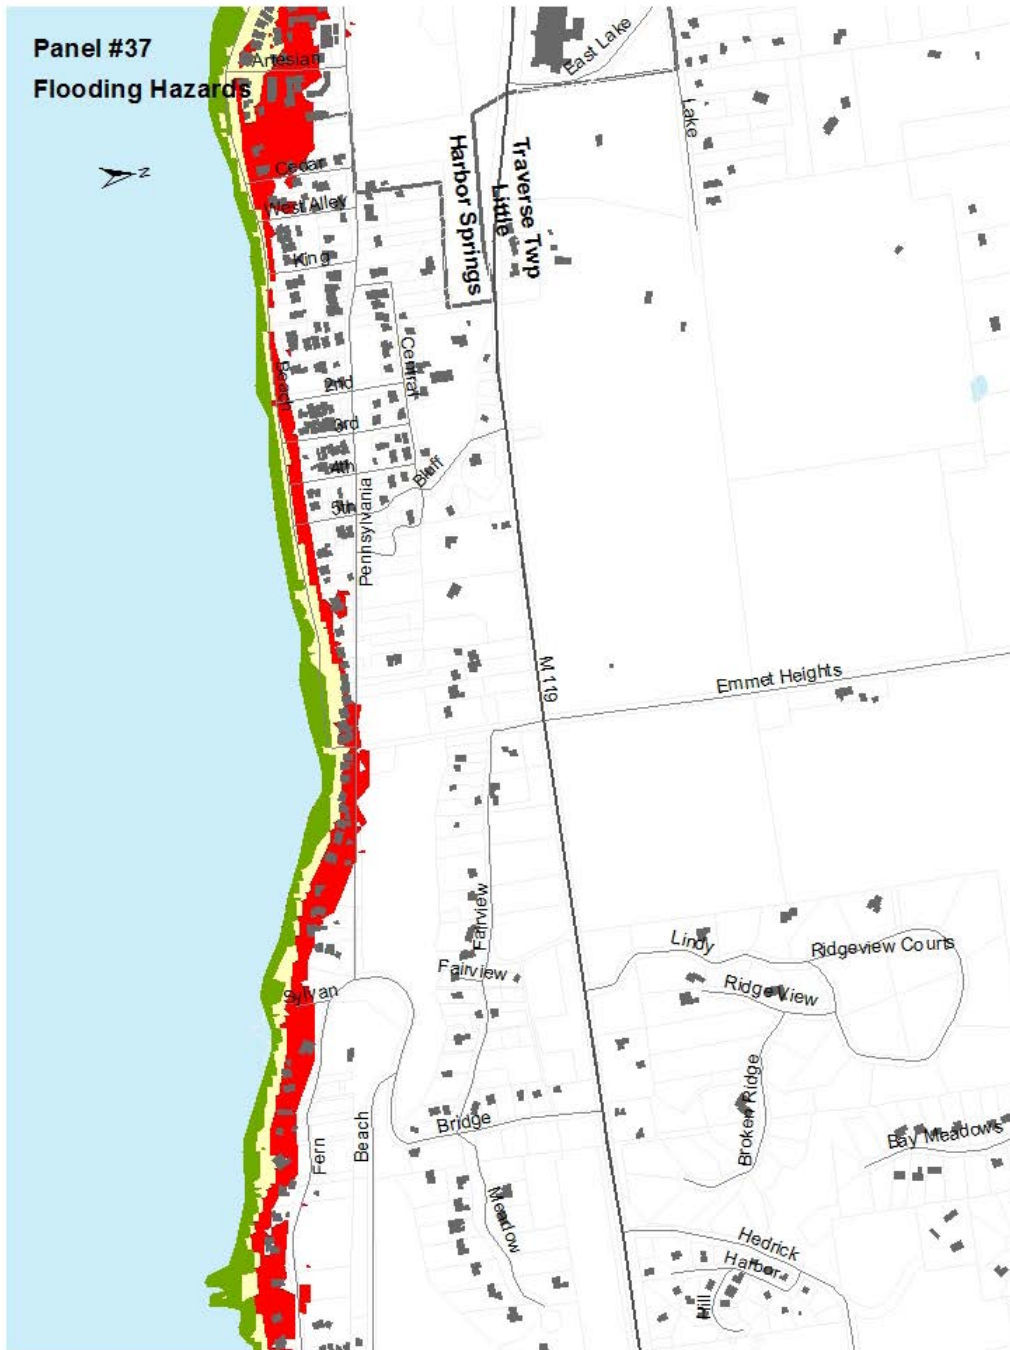 Panel #37
Flooding Hazards
Artesian
East Lake
Lake
N
Cedar
West Alley
King
Harbor Springs
Little
Traverse Twp
Beach
Central
2nd
3rd
4th
5th
Bluff
Pennsylvania
M 119
Emmet Heights
Fairview
Fairview
Lindy
Ridgeview Courts
Ridge View
Sylvan
Broken Ridge
Bridge
Beach
Fern
Bay Meadows
Meadow
Hedrick
Harbor
Hill